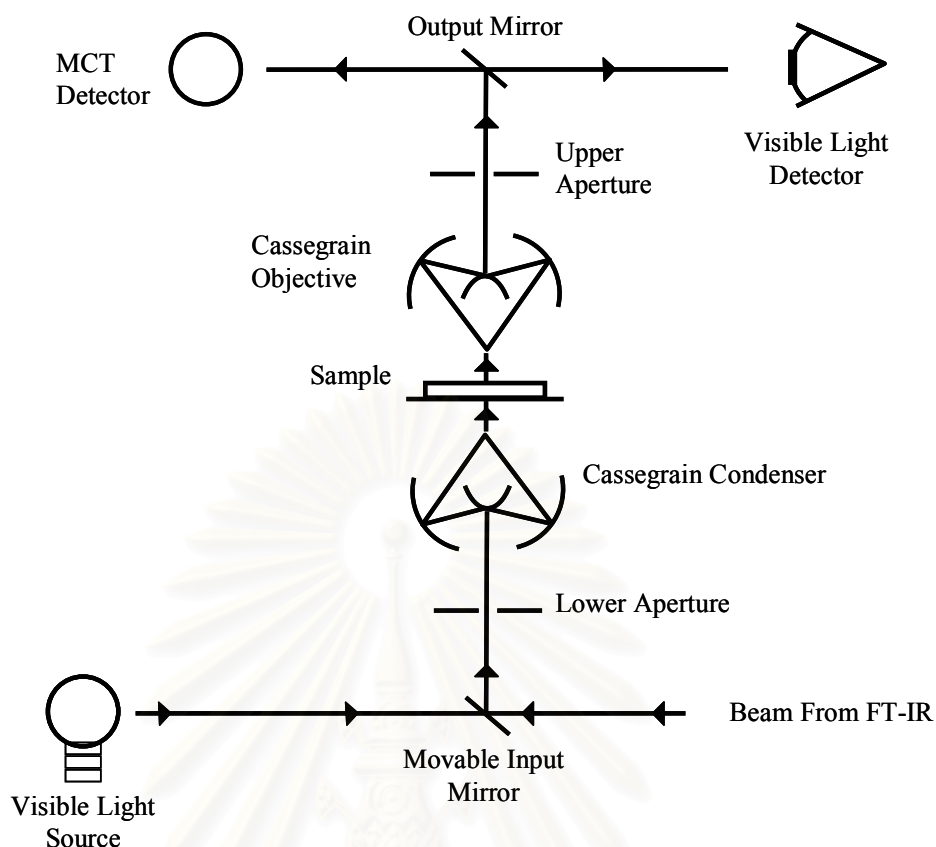 Output Mirror
MCT
Detector
Visible Light
Detector
Upper
Aperture
Cassegrain
Objective
Sample
Cassegrain Condenser
Lower Aperture
Beam From FT-IR
Movable Input
Mirror
Visible Light
Source